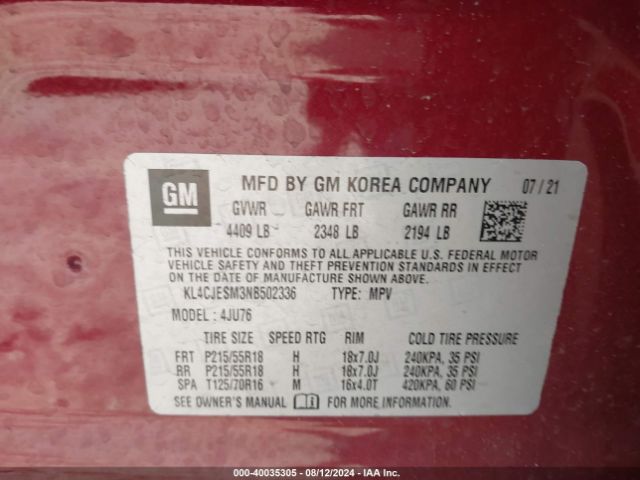 GM
MFD BY GM KOREA COMPANY 07 / 21
GVWR GAWR FRT GAWR RR
4409 LB 2348 LB 2194 LB
THIS VEHICLE CONFORMS TO ALL APPLICABLE U.S. FEDERAL MOTOR
VEHICLE SAFETY AND THEFT PREVENTION STANDARDS IN EFFECT
ON THE DATE OF MANUFACTURE SHOWN ABOVE.
KL4CJESM3NB502336 TYPE: MPV
MODEL: 4JU76
TIRE SIZE SPEED RTG RIM COLD TIRE PRESSURE
FRT P215/55R18 H 18x7.0J 240KPA, 35 PSI
RR P215/55R18 H 18x7.0J 240KPA, 35 PSI
SPA T125/70R16 M 16x4.0T 420KPA, 60 PSI
SEE OWNER'S MANUAL FOR MORE INFORMATION.
000-40035305 - 08/12/2024 - IAA Inc.